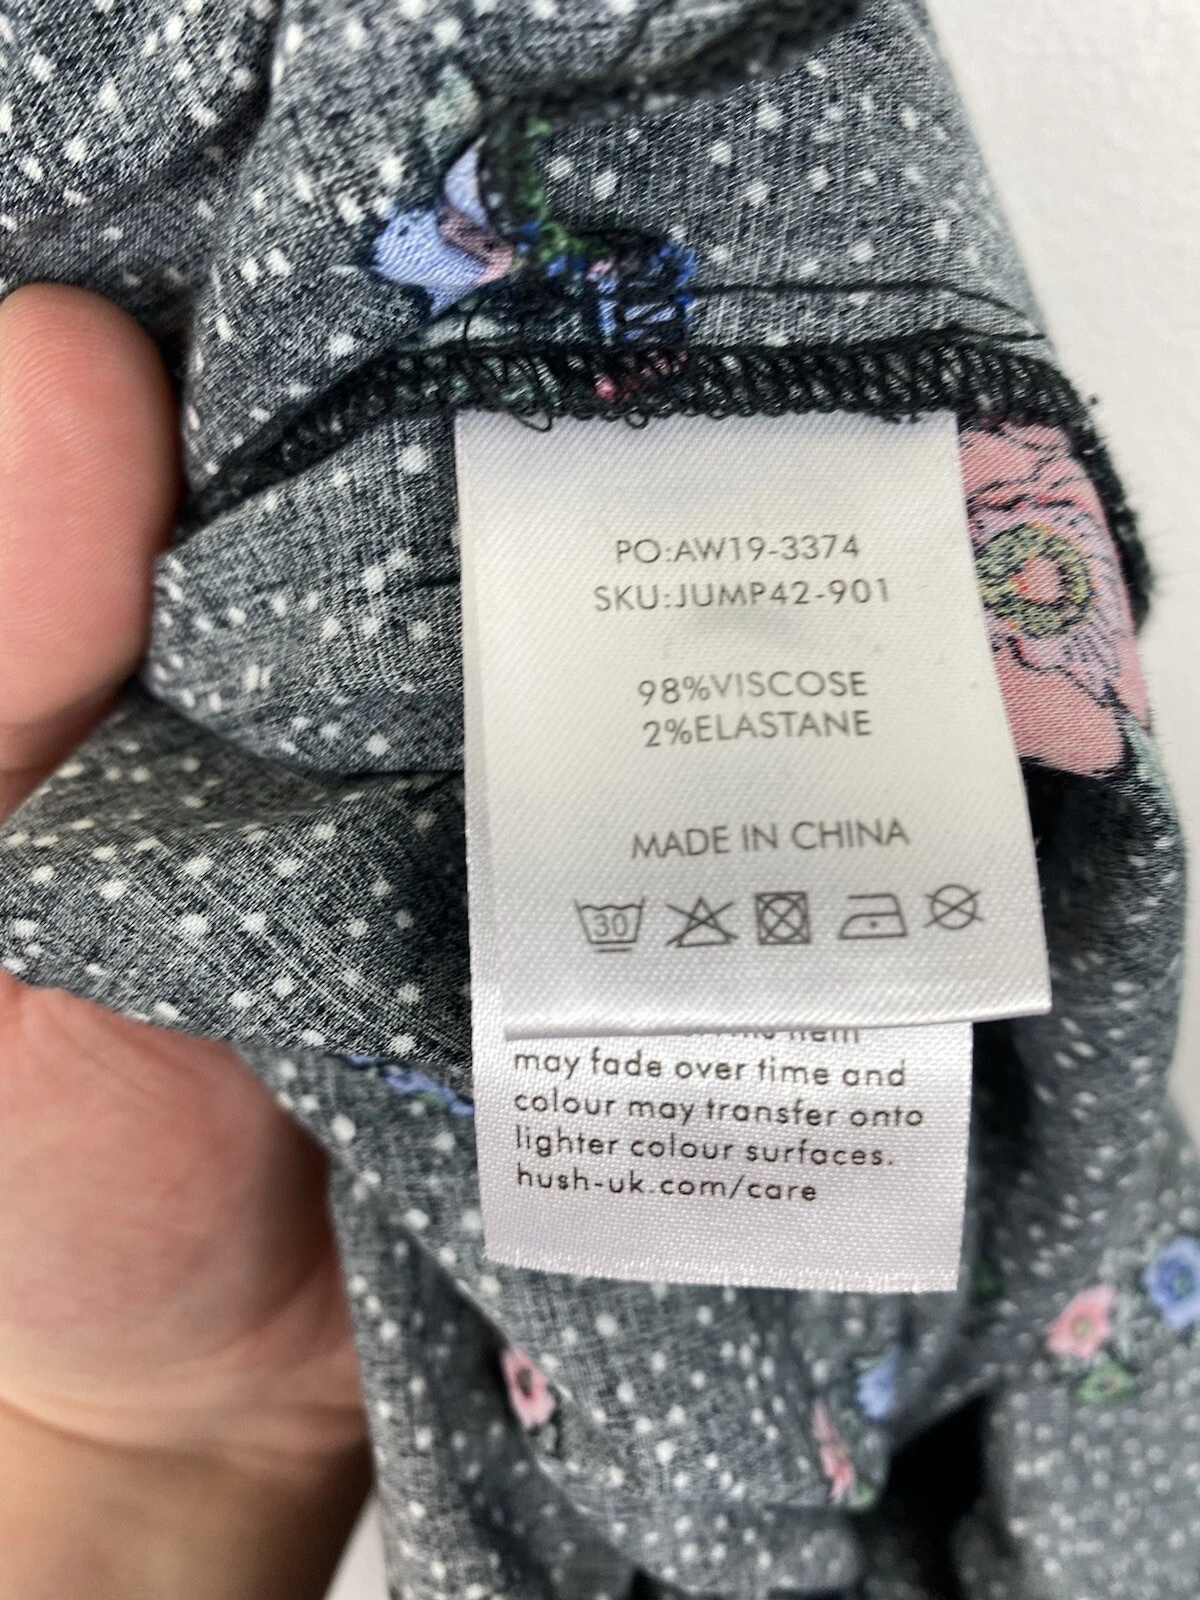 PO:AW19-3374
SKU:JUMP42-901
98%VISCOSE
2%ELASTANE
MADE IN CHINA
30
item
may fade over time and
colour may transfer onto
lighter colour surfaces.
hush-uk.com/care